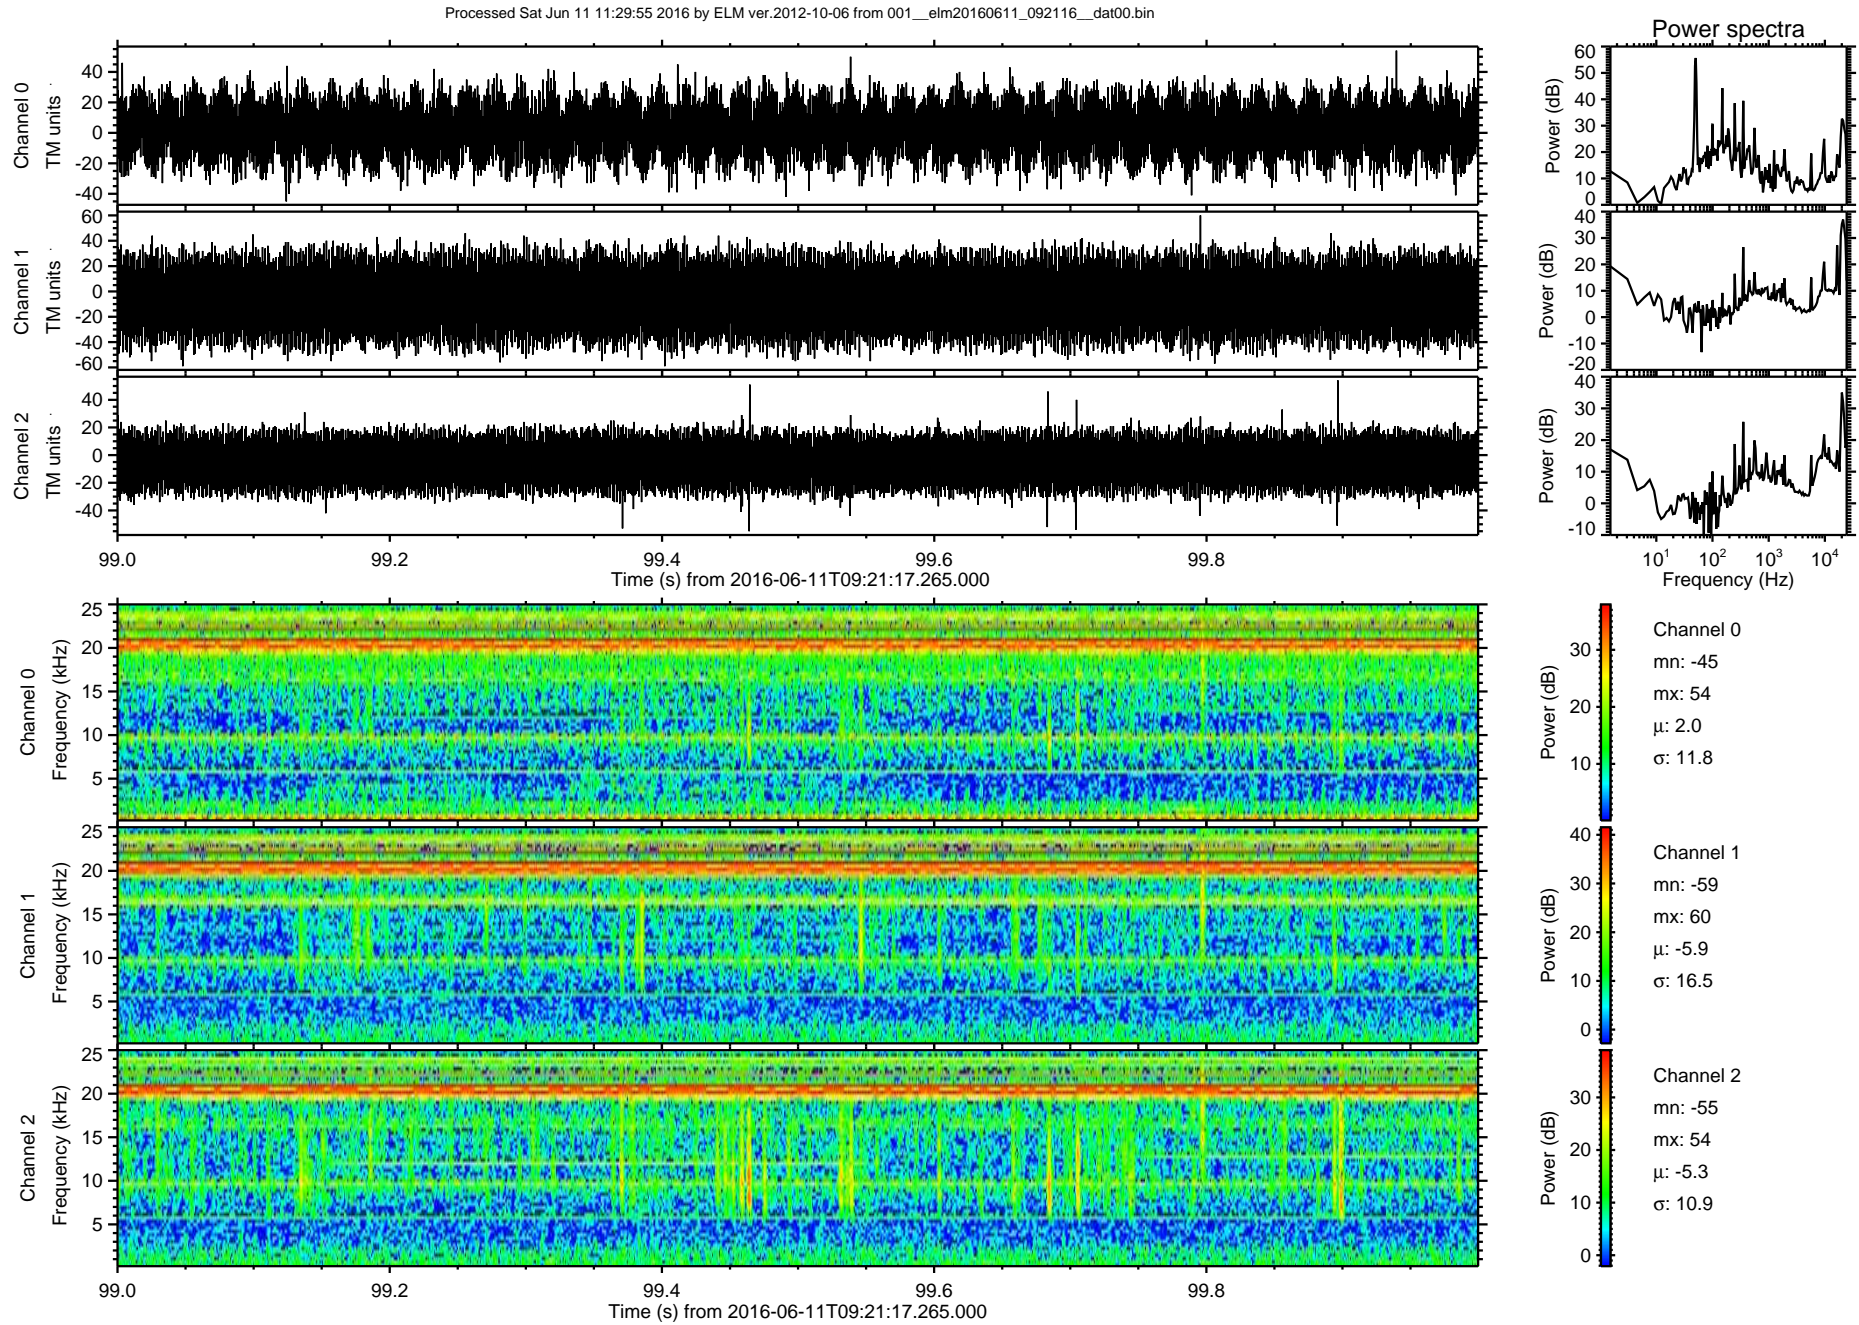 Processed Sat Jun 11 11:29:55 2016 by ELM ver.2012-10-06 from 001__elm20160611_092116__dat00.bin
Power spectra
Channel 0
TM units
40
20
0
-20
-40
Power (dB)
60
50
40
30
20
10
0
Channel 1
TM units
60
40
20
0
-20
-40
-60
Power (dB)
40
30
20
10
0
-10
-20
Channel 2
TM units
40
20
0
-20
-40
Power (dB)
40
30
20
10
0
-10
99.0 99.2 99.4 99.6 99.8
Time (s) from 2016-06-11T09:21:17.265.000
10¹ 10² 10³ 10⁴
Frequency (Hz)
Channel 0
Frequency (kHz)
25
20
15
10
5
Power (dB)
30
20
10
Channel 0
mn: -45
mx: 54
μ: 2.0
σ: 11.8
Channel 1
Frequency (kHz)
25
20
15
10
5
Power (dB)
40
30
20
10
0
Channel 1
mn: -59
mx: 60
μ: -5.9
σ: 16.5
Channel 2
Frequency (kHz)
25
20
15
10
5
Power (dB)
30
20
10
0
Channel 2
mn: -55
mx: 54
μ: -5.3
σ: 10.9
99.0 99.2 99.4 99.6 99.8
Time (s) from 2016-06-11T09:21:17.265.000